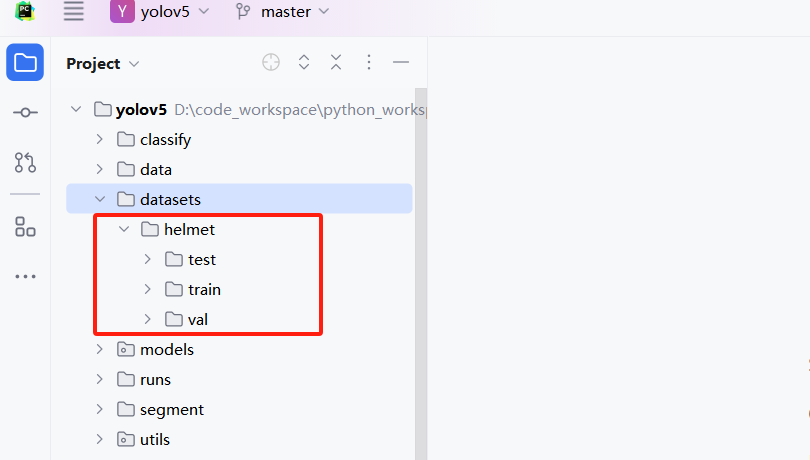 PC
Y yolov5 master
Project
yolov5 D:\code_workspace\python_worksp
classify
data
datasets
helmet
test
train
val
models
runs
segment
utils